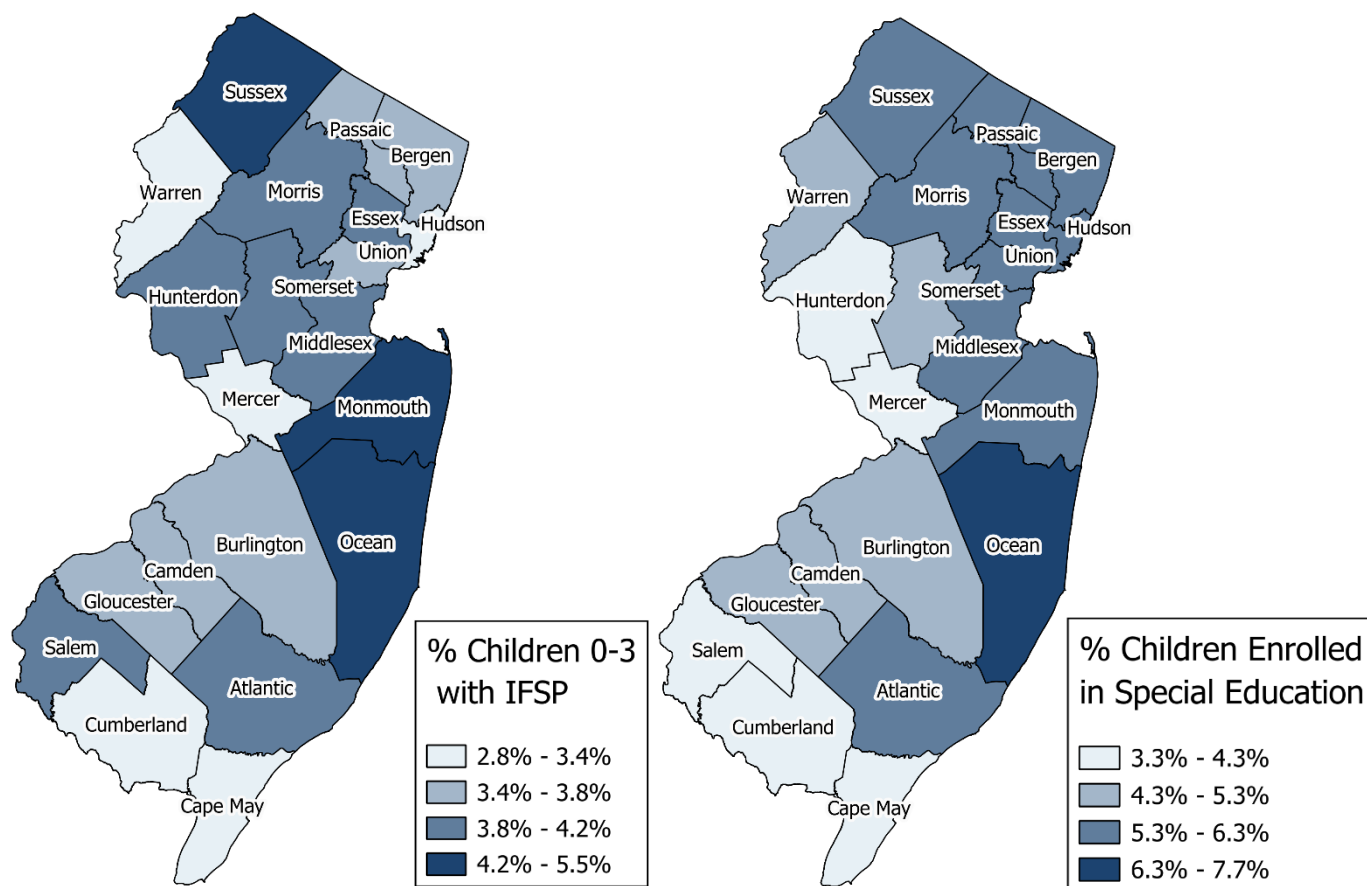 Sussex
Passaic
Bergen
Warren
Morris
Essex
Hudson
Union
Hunterdon
Somerset
Middlesex
Mercer
Monmouth
Burlington
Ocean
Camden
Gloucester
Salem
Atlantic
Cumberland
Cape May
% Children 0-3
with IFSP
2.8% - 3.4%
3.4% - 3.8%
3.8% - 4.2%
4.2% - 5.5%
Sussex
Passaic
Bergen
Warren
Morris
Essex
Hudson
Union
Hunterdon
Somerset
Middlesex
Mercer
Monmouth
Burlington
Ocean
Camden
Gloucester
Salem
Atlantic
Cumberland
Cape May
% Children Enrolled
in Special Education
3.3% - 4.3%
4.3% - 5.3%
5.3% - 6.3%
6.3% - 7.7%